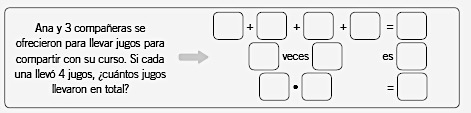 Ana y 3 compañeras se
ofrecieron para llevar jugos para
compartir con su curso. Si cada
una llevó 4 jugos, ¿cuántos jugos
llevaron en total?
+ + + =
veces es
• =